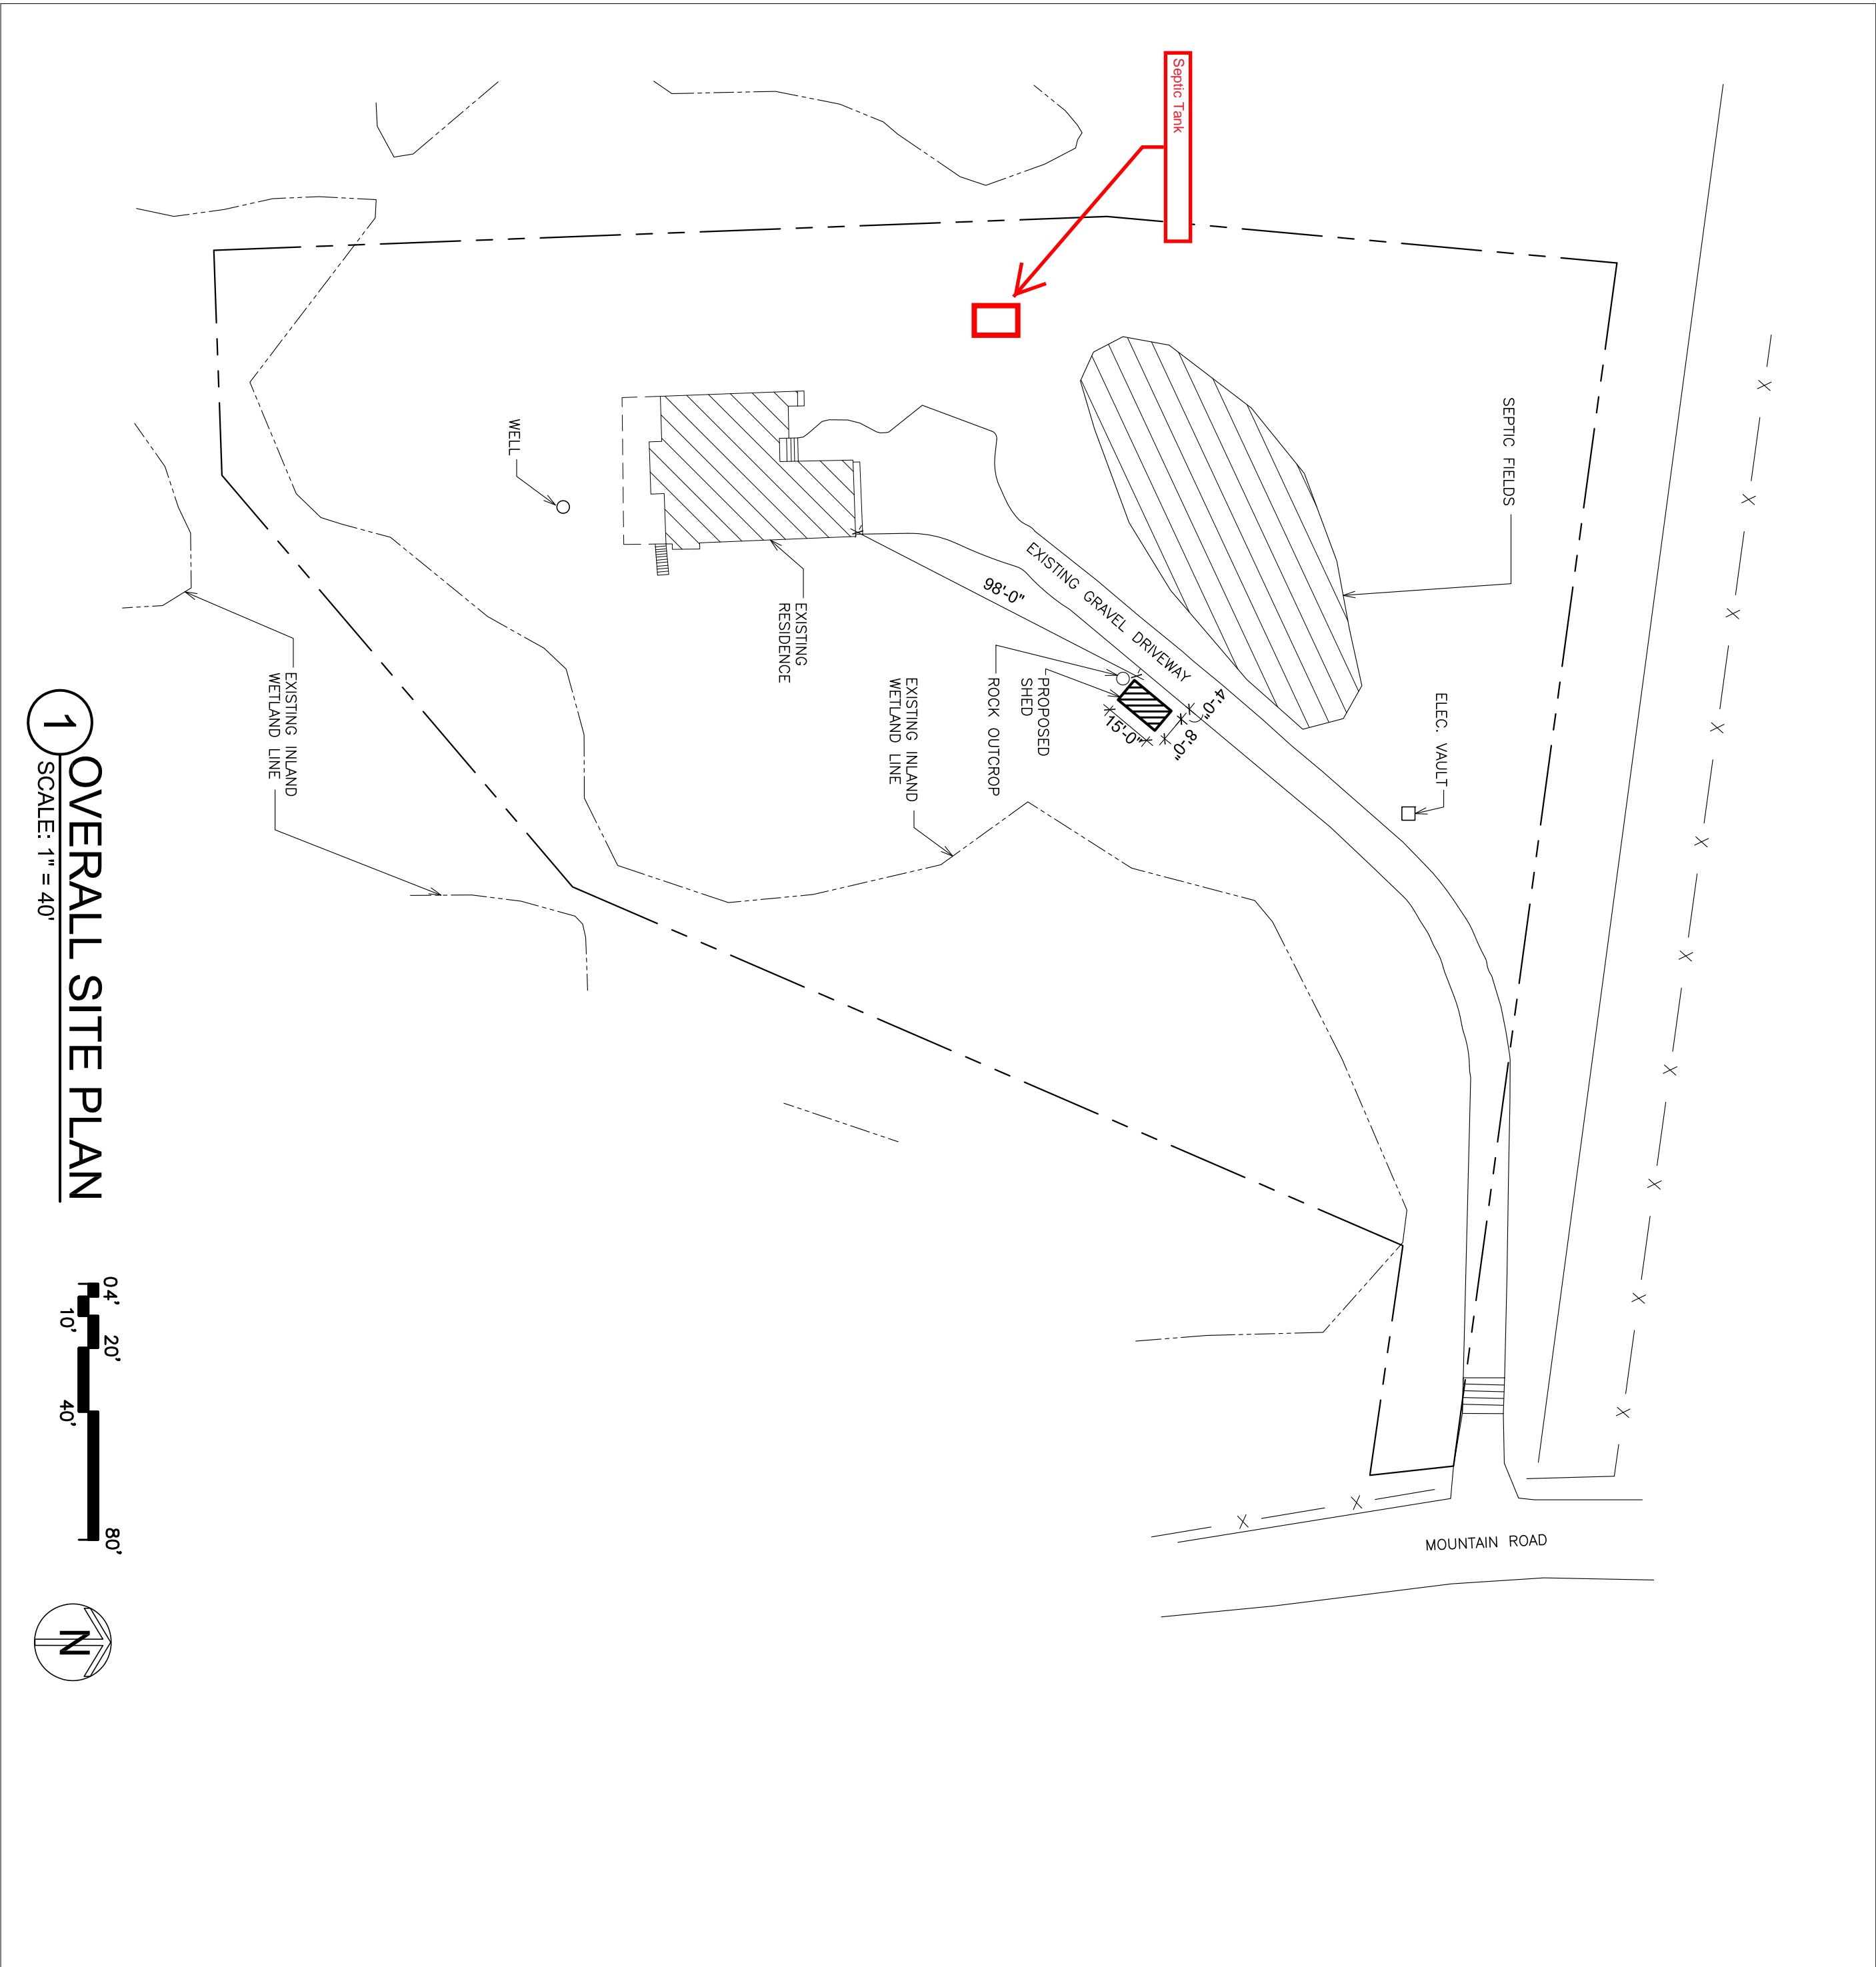 Septic Tank
SEPTIC FIELDS
WELL
EXISTING GRAVEL DRIVEWAY
98'-0"
EXISTING
RESIDENCE
4'-0"
8'-0"
15'-0"
PROPOSED
SHED
ROCK OUTCROP
ELEC. VAULT
EXISTING INLAND
WETLAND LINE
EXISTING INLAND
WETLAND LINE
MOUNTAIN ROAD
1
OVERALL SITE PLAN
SCALE: 1" = 40'
0 4' 20' 80'
10' 40'
N